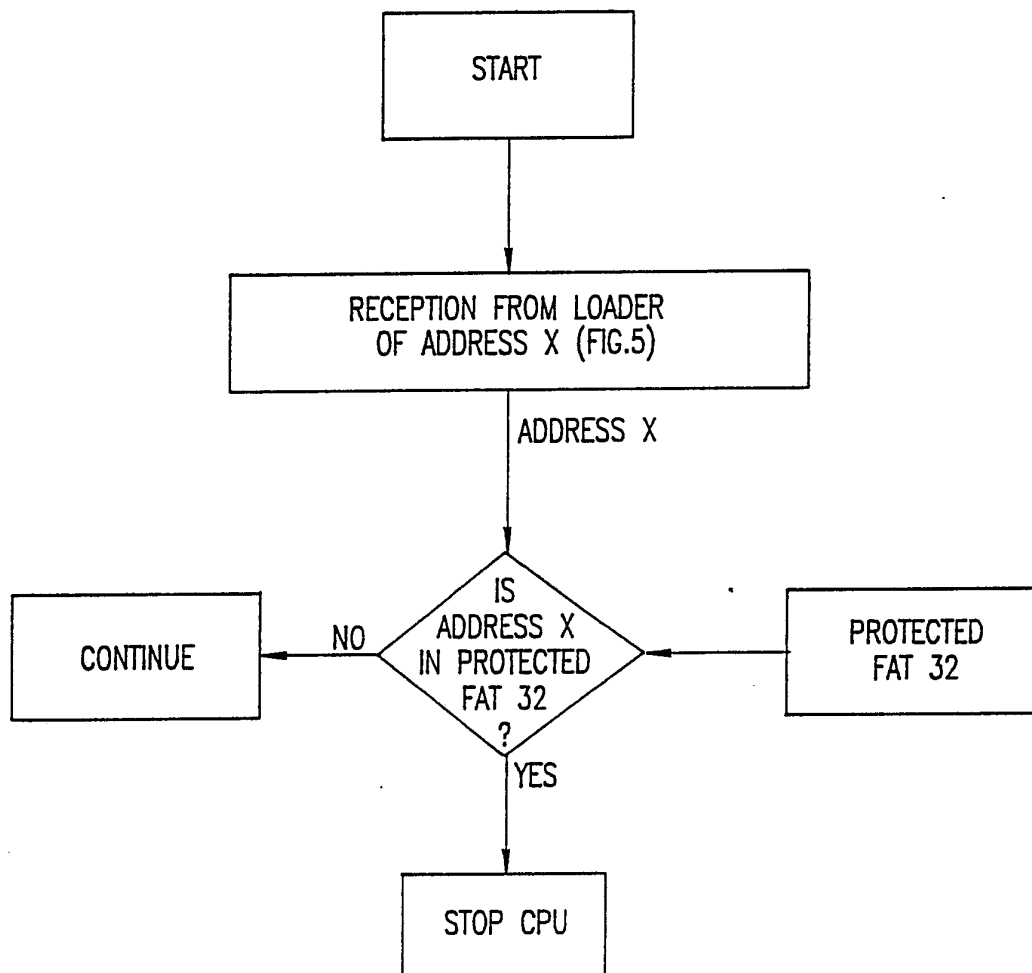 START
RECEPTION FROM LOADER
OF ADDRESS X (FIG.5)
ADDRESS X
IS
ADDRESS X
IN PROTECTED
FAT 32
?
NO
CONTINUE
PROTECTED
FAT 32
YES
STOP CPU